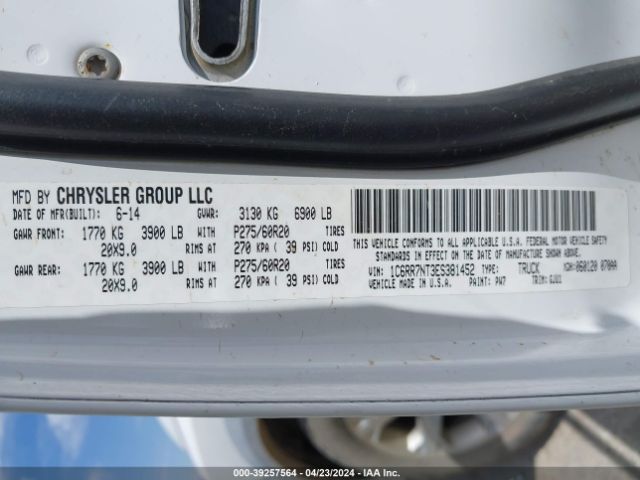 MFD BY CHRYSLER GROUP LLC
DATE OF MFR(BUILT): 6-14 GVWR: 3130 KG 6900 LB
GAWR FRONT: 1770 KG 3900 LB WITH P275/60R20 TIRES
20X9.0 RIMS AT 270 KPA ( 39 PSI) COLD
GAWR REAR: 1770 KG 3900 LB WITH P275/60R20 TIRES
20X9.0 RIMS AT 270 KPA ( 39 PSI) COLD
THIS VEHICLE CONFORMS TO ALL APPLICABLE U.S.A. FEDERAL MOTOR VEHICLE SAFETY
STANDARDS IN EFFECT ON THE DATE OF MANUFACTURE SHOWN ABOVE.
VIN: 1C6RR7NT3ES381452 TYPE: TRUCK MDH:060120 070AA
VEHICLE MADE IN U.S.A. PAINT: PW7 TRIM:
000-39257564 / 04/23/2024 - IAA Inc.